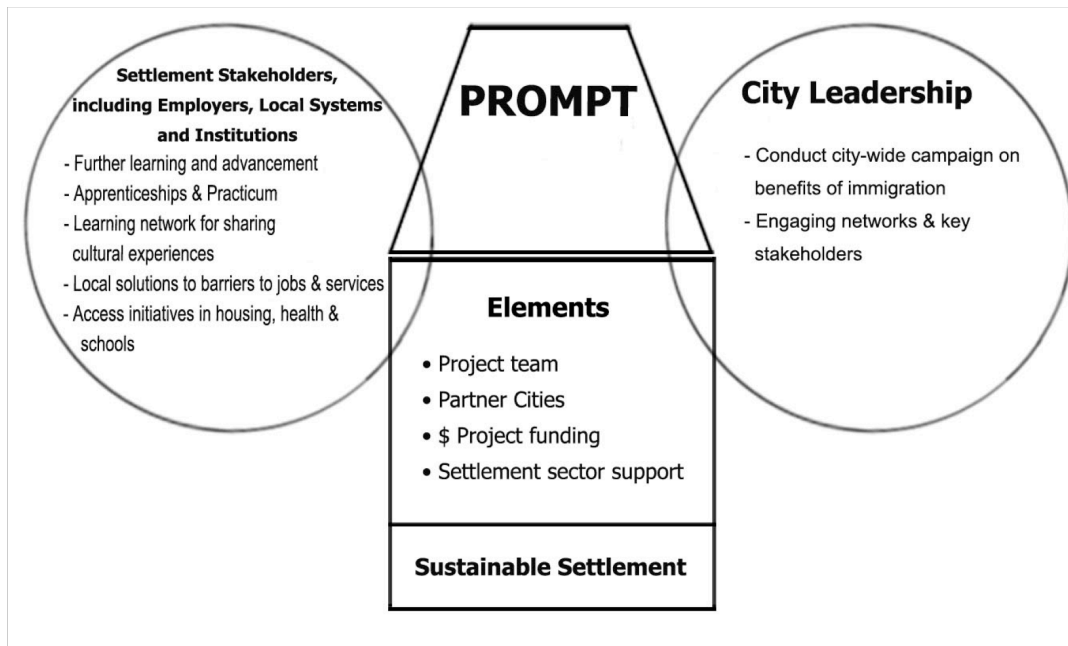 Settlement Stakeholders,
including Employers, Local Systems
and Institutions
- Further learning and advancement
- Apprenticeships & Practicum
- Learning network for sharing
cultural experiences
- Local solutions to barriers to jobs & services
- Access initiatives in housing, health &
schools
PROMPT
Elements
• Project team
• Partner Cities
• $ Project funding
• Settlement sector support
Sustainable Settlement
City Leadership
- Conduct city-wide campaign on
benefits of immigration
- Engaging networks & key
stakeholders